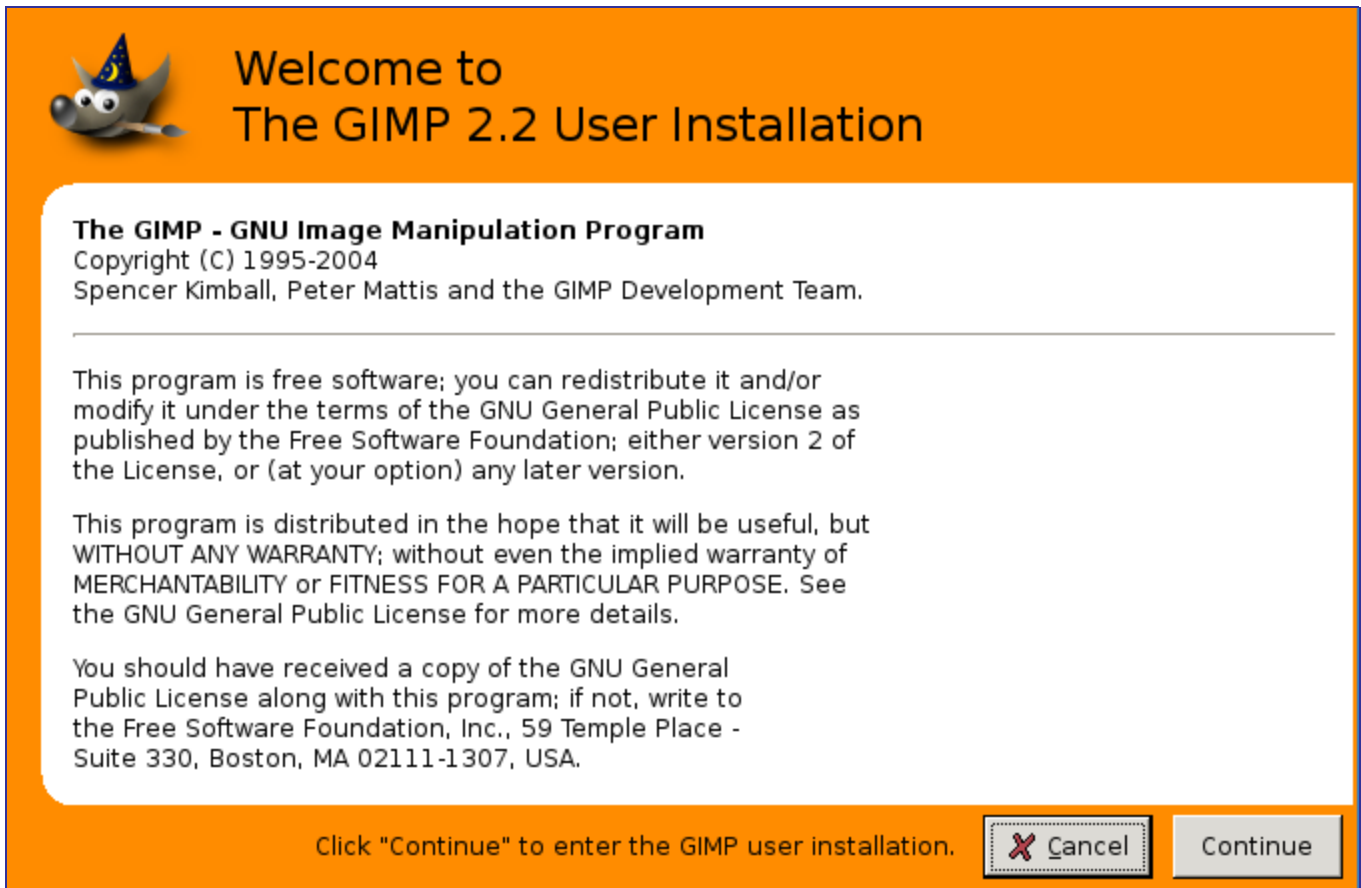 Welcome to
The GIMP 2.2 User Installation
The GIMP - GNU Image Manipulation Program
Copyright (C) 1995-2004
Spencer Kimball, Peter Mattis and the GIMP Development Team.
This program is free software; you can redistribute it and/or
modify it under the terms of the GNU General Public License as
published by the Free Software Foundation; either version 2 of
the License, or (at your option) any later version.
This program is distributed in the hope that it will be useful, but
WITHOUT ANY WARRANTY; without even the implied warranty of
MERCHANTABILITY or FITNESS FOR A PARTICULAR PURPOSE. See
the GNU General Public License for more details.
You should have received a copy of the GNU General
Public License along with this program; if not, write to
the Free Software Foundation, Inc., 59 Temple Place -
Suite 330, Boston, MA 02111-1307, USA.
Click "Continue" to enter the GIMP user installation. Cancel Continue